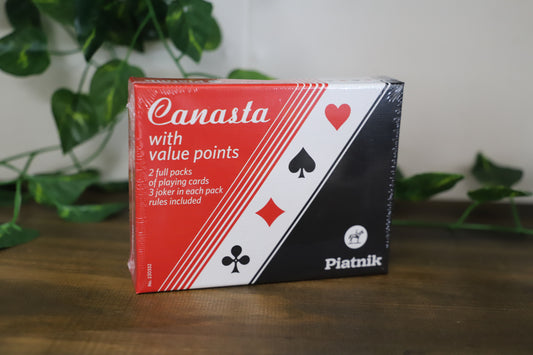 Canasta
with
value points
2 full packs
of playing cards
3 joker in each pack
rules included
Piatnik